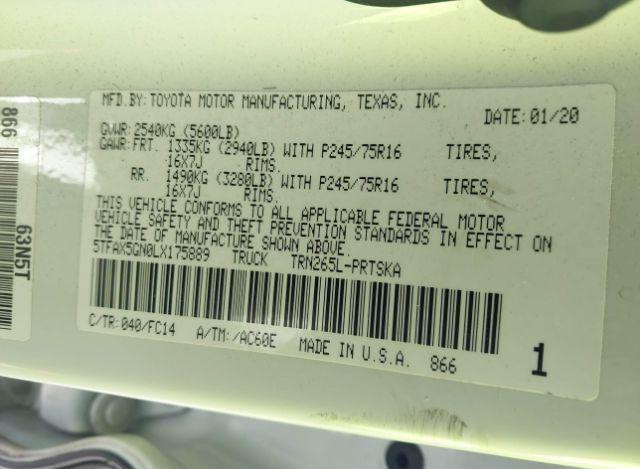 MFD.BY:TOYOTA MOTOR MANUFACTURING, TEXAS, INC.
DATE:01/20
GVWR:2540KG (5600LB)
GAWR:FRT. 1335KG (2940LB) WITH P245/75R16 TIRES,
16X7J RIMS.
RR. 1490KG (3280LB) WITH P245/75R16 TIRES,
16X7J RIMS.
THIS VEHICLE CONFORMS TO ALL APPLICABLE FEDERAL MOTOR
VEHICLE SAFETY AND THEFT PREVENTION STANDARDS IN EFFECT ON
THE DATE OF MANUFACTURE SHOWN ABOVE.
5TFAX5GN0LX175889 TRUCK TRN265L-PRTSKA
C/TR:040/FC14 A/TM:/AC60E MADE IN U.S.A. 866 1
866
63N5T